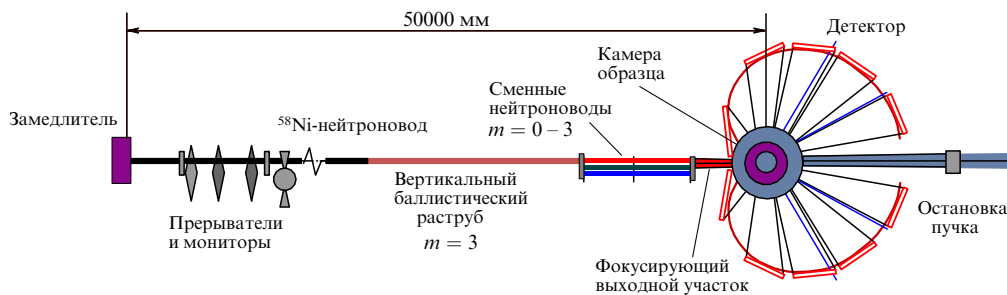 50000 мм
Детектор
Камера
образца
Сменные
нейтроноводы
m = 0 – 3
Замедлитель
⁵⁸Ni-нейтроновод
Прерыватели
и мониторы
Вертикальный
баллистический
раструб
m = 3
Фокусирующий
выходной участок
Остановка
пучка